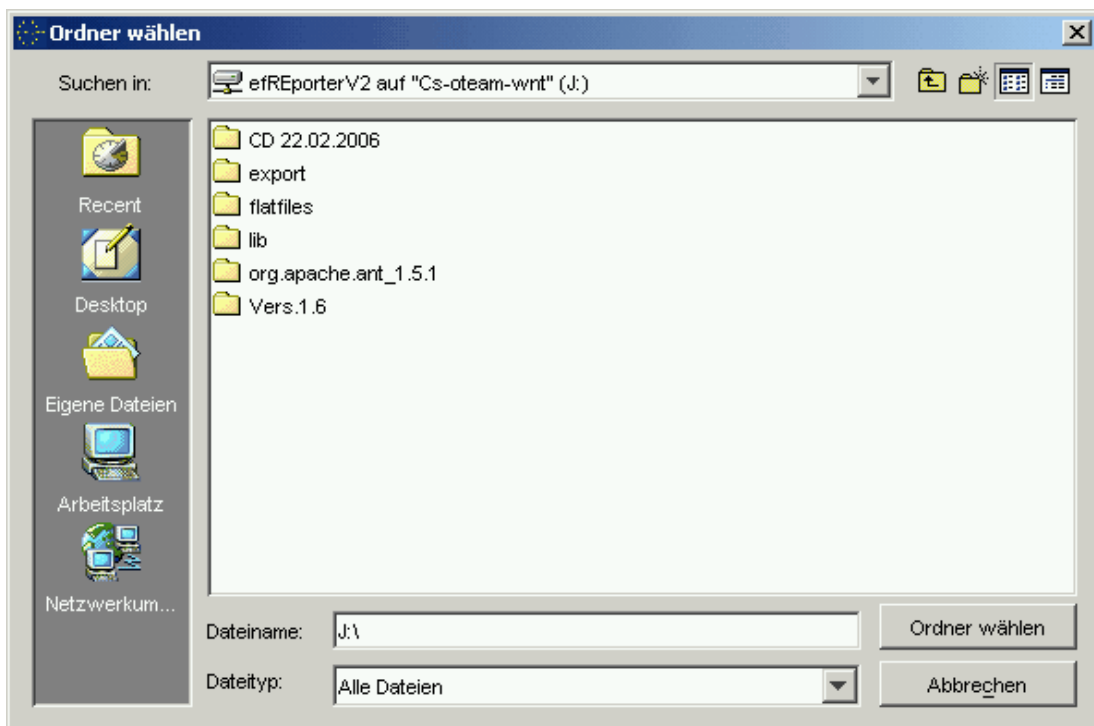 Ordner wählen
Suchen in:
efREporterV2 auf "Cs-oteam-wnt" (J:)
Recent
Desktop
Eigene Dateien
Arbeitsplatz
Netzwerkum...
CD 22.02.2006
export
flatfiles
lib
org.apache.ant_1.5.1
Vers.1.6
Dateiname:
J:\
Ordner wählen
Dateityp:
Alle Dateien
Abbrechen